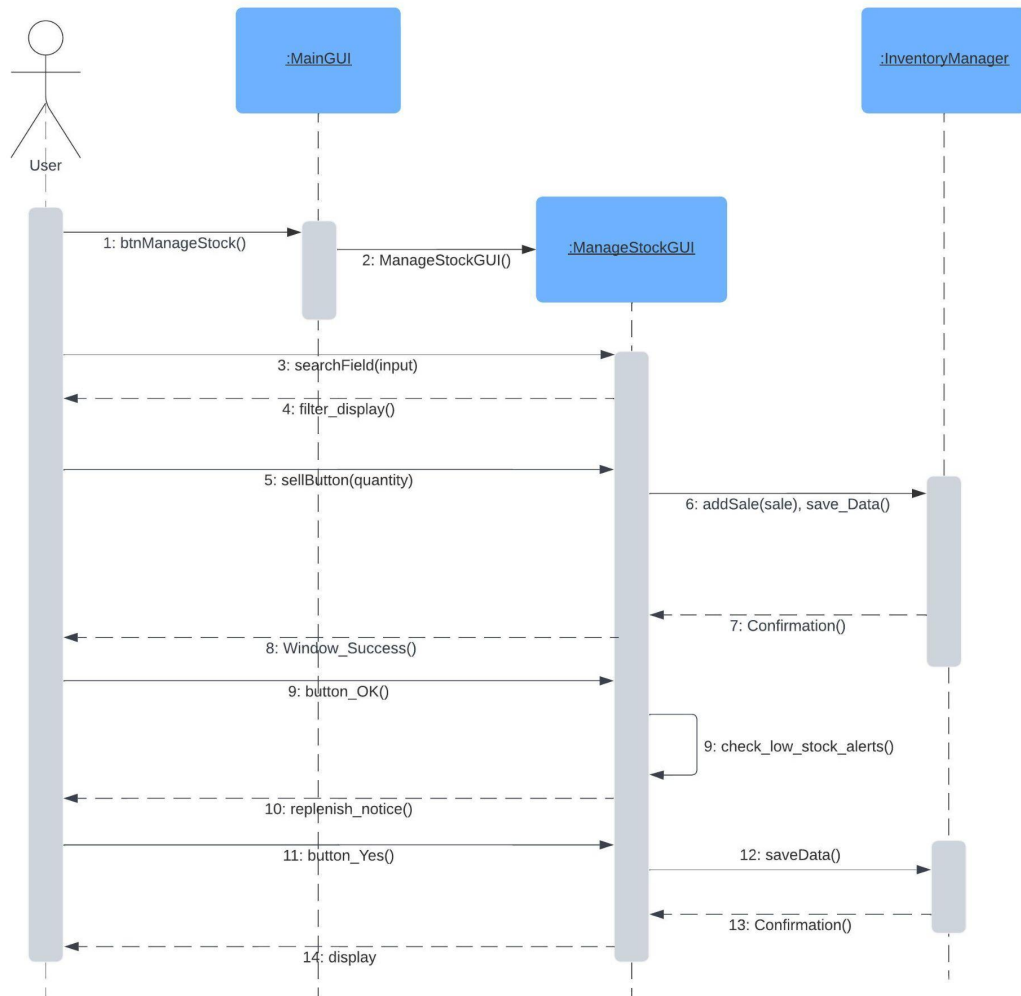 :MainGUI
:InventoryManager
User
1: btnManageStock()
2: ManageStockGUI()
:ManageStockGUI
3: searchField(input)
4: filter_display()
5: sellButton(quantity)
6: addSale(sale), save_Data()
7: Confirmation()
8: Window_Success()
9: button_OK()
9: check_low_stock_alerts()
10: replenish_notice()
11: button_Yes()
12: saveData()
13: Confirmation()
14: display